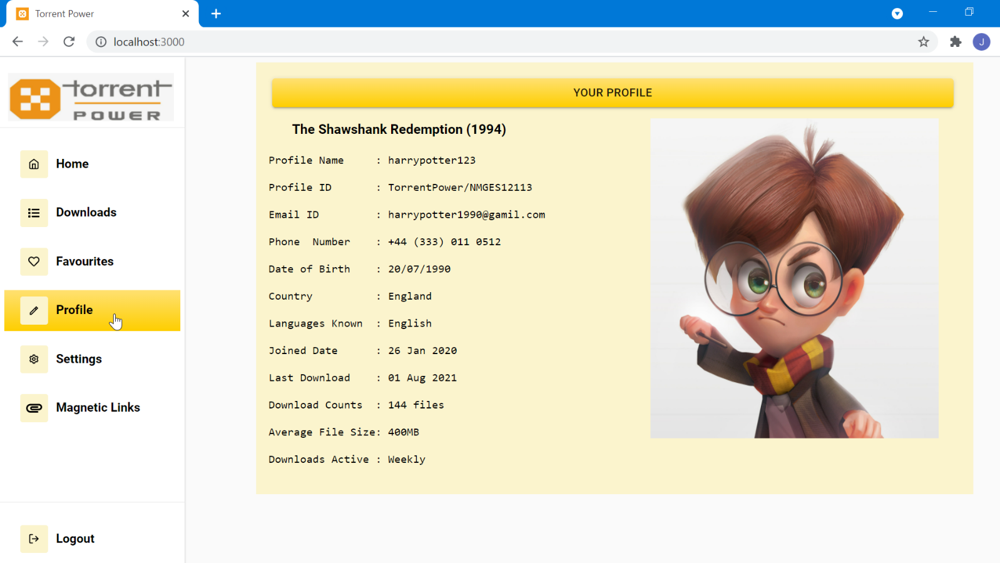 Torrent Power
localhost:3000
J
torrent
POWER
Home
Downloads
Favourites
Profile
Settings
Magnetic Links
Logout
YOUR PROFILE
The Shawshank Redemption (1994)
Profile Name : harrypotter123
Profile ID : TorrentPower/NMGES12113
Email ID : harrypotter1990@gamil.com
Phone Number : +44 (333) 011 0512
Date of Birth : 20/07/1990
Country : England
Languages Known : English
Joined Date : 26 Jan 2020
Last Download : 01 Aug 2021
Download Counts : 144 files
Average File Size: 400MB
Downloads Active : Weekly